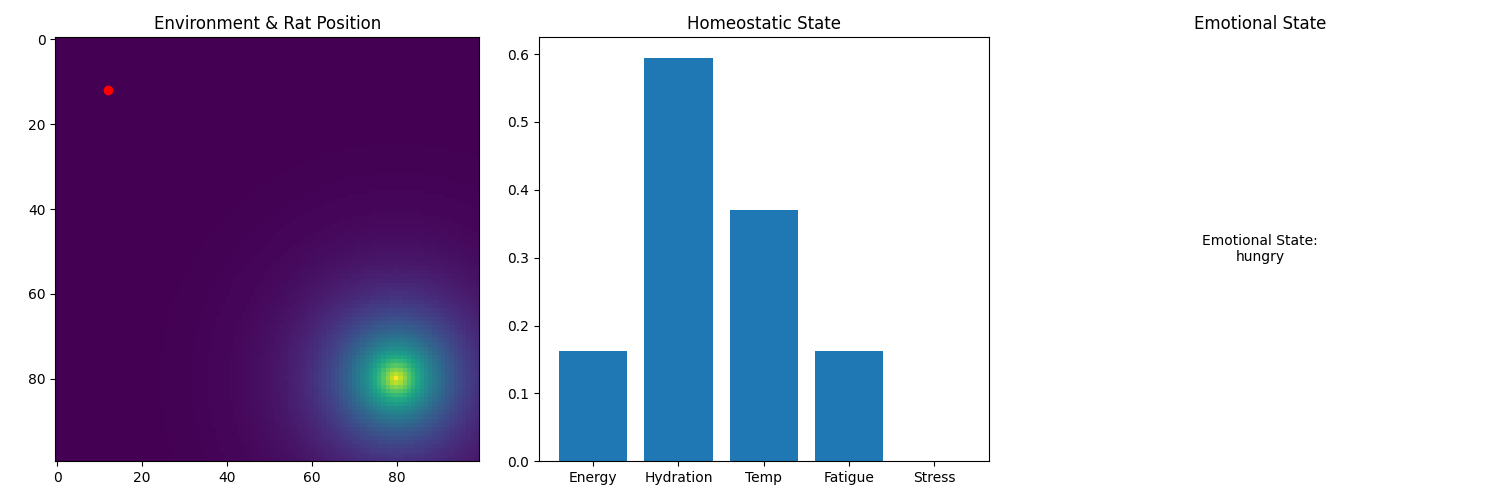 Environment & Rat Position
0
20
40
60
80
0 20 40 60 80
Homeostatic State
0.6
0.5
0.4
0.3
0.2
0.1
0.0
Energy Hydration Temp Fatigue Stress
Emotional State
Emotional State:
hungry